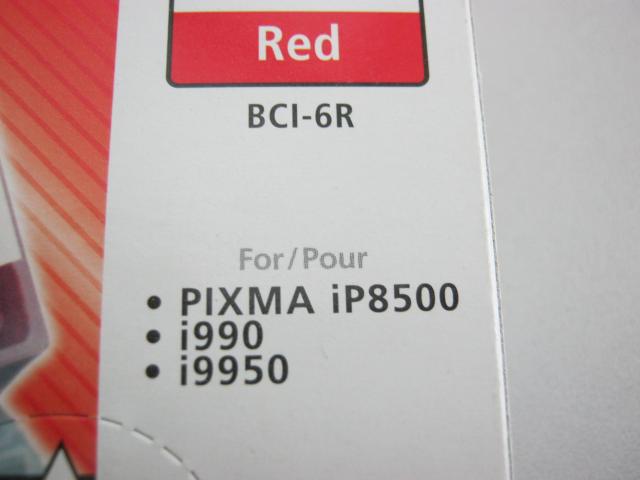 Red
BCI-6R
For/Pour
• PIXMA iP8500
• i990
• i9950